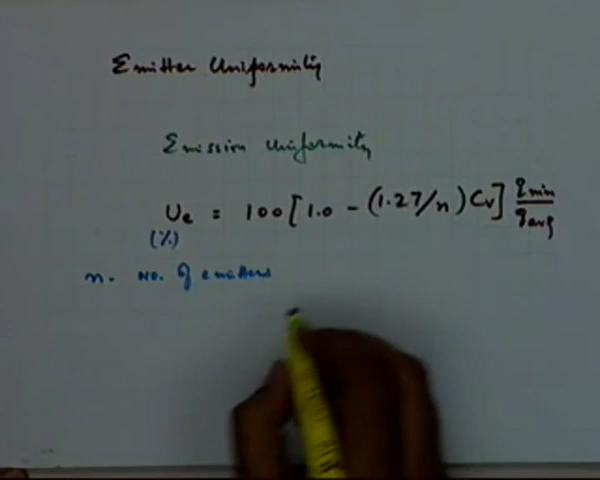 Emitter Uniformity
Emission Uniformity
Ue = 100 [1.0 - (1.27/n) Cv] qmin/qavg
(%)
n. No. of emitters